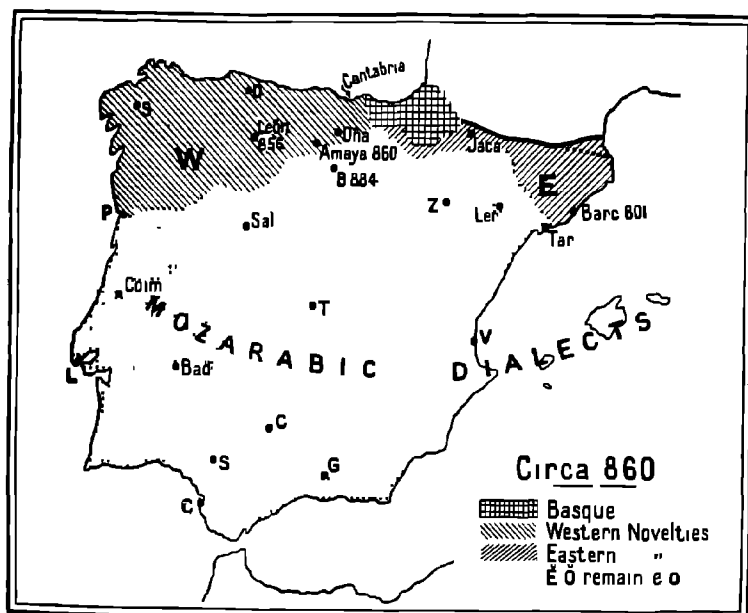 Cantabria
O
S
León
856
Oña
Amaya 860
B 884
Jaca
W
E
P
Sal
Z
Ler
Barc 801
Tar
Coim
T
MOZARABIC DIALECTS
V
L
Bad
C
S
G
C
Circa 860
Basque
Western Novelties
Eastern "
Ĕ Ŏ remain e o